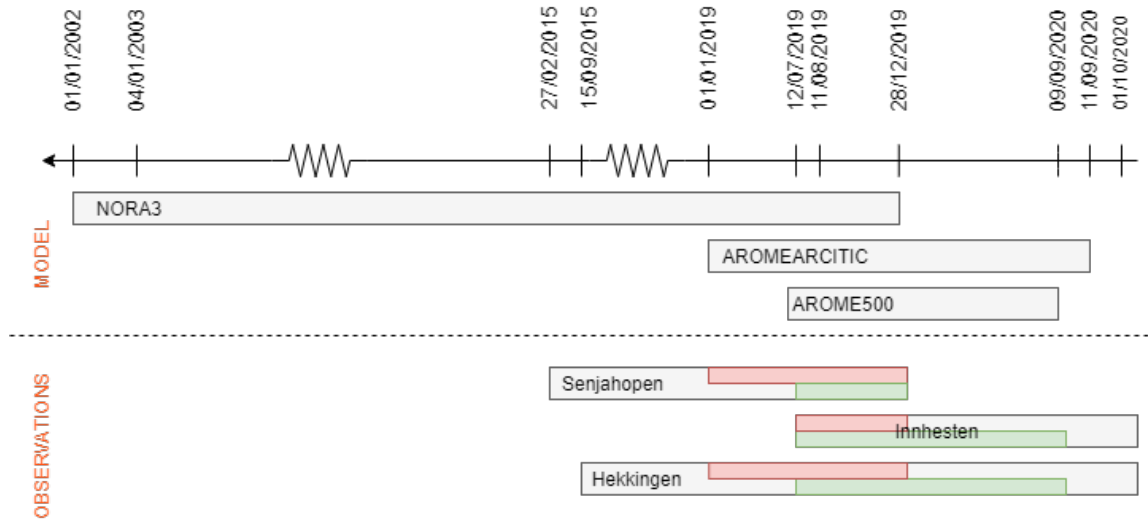 01/01/2002
04/01/2003
27/02/2015
15/09/2015
01/01/2019
12/07/2019
11/08/2019
28/12/2019
09/09/2020
11/09/2020
01/10/2020
MODEL
NORA3
AROMEARCITIC
AROME500
OBSERVATIONS
Senjahopen
Innhesten
Hekkingen